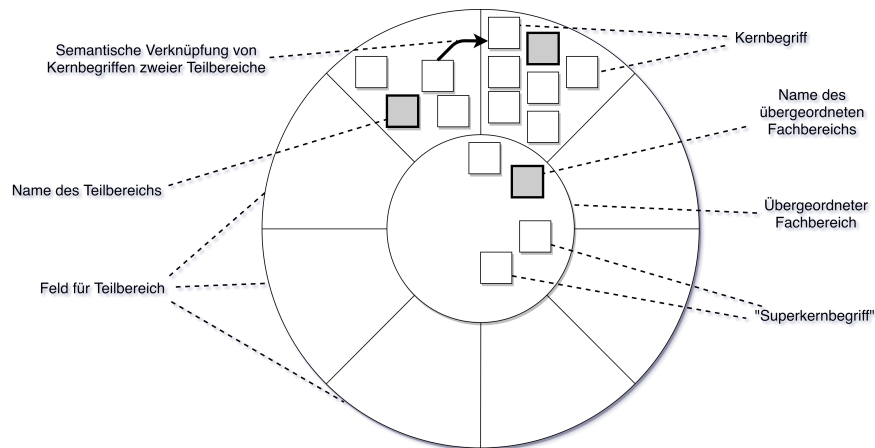 Semantische Verknüpfung von
Kernbegriffen zweier Teilbereiche
Kernbegriff
Name des
übergeordneten
Fachbereichs
Name des Teilbereichs
Übergeordneter
Fachbereich
Feld für Teilbereich
"Superkernbegriff"